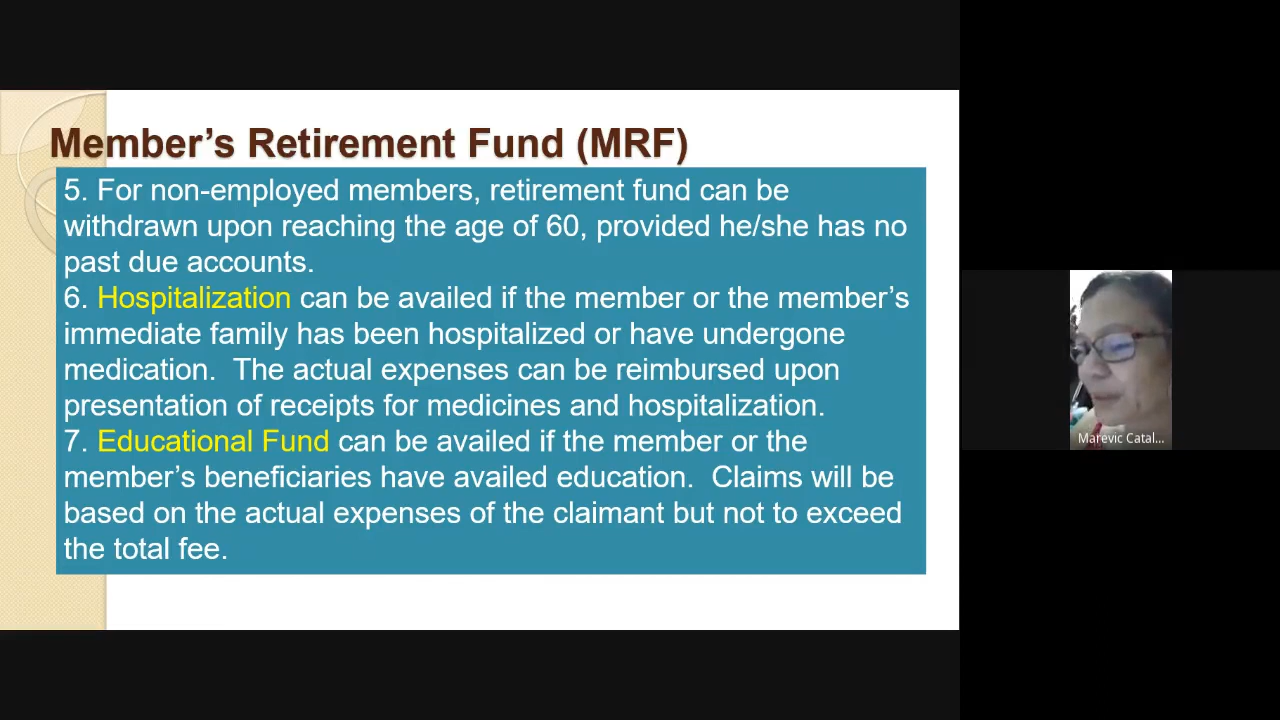 Member's Retirement Fund (MRF)
5. For non-employed members, retirement fund can be
withdrawn upon reaching the age of 60, provided he/she has no
past due accounts.
6. Hospitalization can be availed if the member or the member's
immediate family has been hospitalized or have undergone
medication.  The actual expenses can be reimbursed upon
presentation of receipts for medicines and hospitalization.
7. Educational Fund can be availed if the member or the
member's beneficiaries have availed education.  Claims will be
based on the actual expenses of the claimant but not to exceed
the total fee.
Marevic Catal...